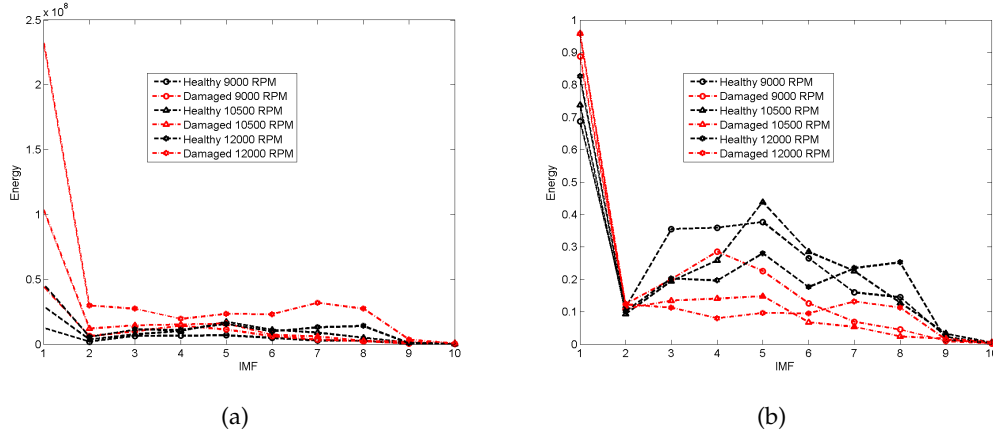 x 10^8
2.5
2
1.5
1
0.5
0
Energy
Healthy 9000 RPM
Damaged 9000 RPM
Healthy 10500 RPM
Damaged 10500 RPM
Healthy 12000 RPM
Damaged 12000 RPM
1 2 3 4 5 6 7 8 9 10
IMF
(a)
1
0.9
0.8
0.7
0.6
0.5
0.4
0.3
0.2
0.1
0
Energy
Healthy 9000 RPM
Damaged 9000 RPM
Healthy 10500 RPM
Damaged 10500 RPM
Healthy 12000 RPM
Damaged 12000 RPM
1 2 3 4 5 6 7 8 9 10
IMF
(b)